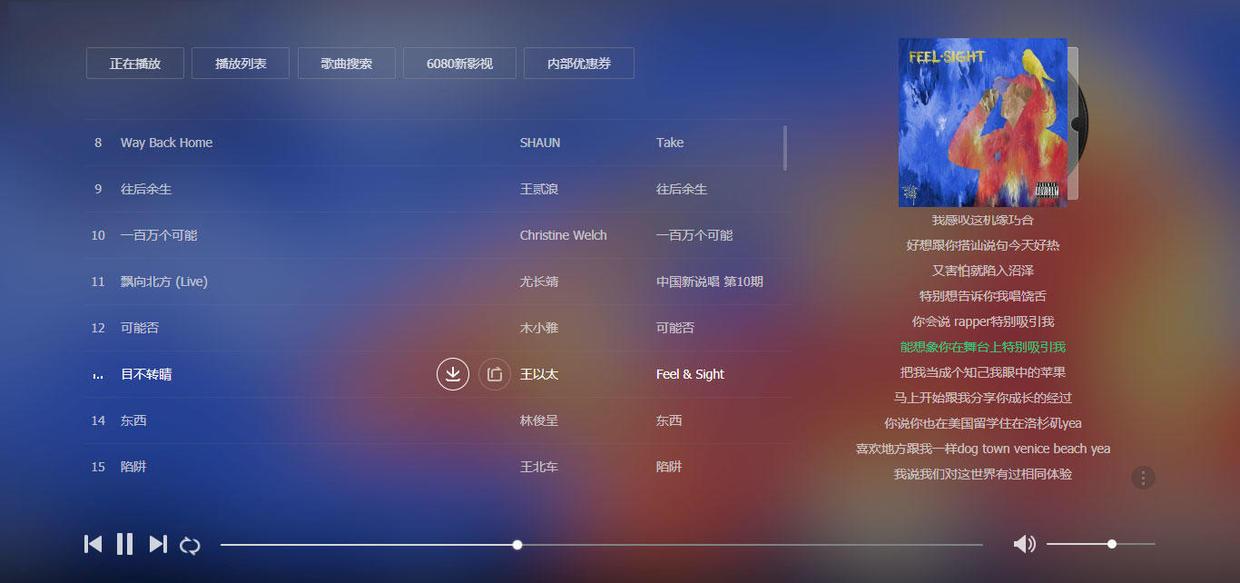 正在播放 播放列表 歌曲搜索 6080新影视 内部优惠券
8 Way Back Home SHAUN Take
9 往后余生 王贰浪 往后余生
10 一百万个可能 Christine Welch 一百万个可能
11 飘向北方 (Live) 尤长靖 中国新说唱 第10期
12 可能否 木小雅 可能否
目不转睛 王以太 Feel & Sight
14 东西 林俊呈 东西
15 陷阱 王北车 陷阱
FEEL·SIGHT
我感叹这机缘巧合
好想跟你搭讪说句今天好热
又害怕就陷入沼泽
特别想告诉你我唱饶舌
你会说 rapper特别吸引我
能想象你在舞台上特别吸引我
把我当成个知己我眼中的苹果
马上开始跟我分享你成长的经过
你说你也在美国留学住在洛杉矶yea
喜欢地方跟我一样dog town venice beach yea
我说我们对这世界有过相同体验